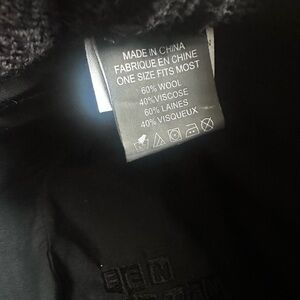 MADE IN CHINA
FABRIQUE EN CHINE
ONE SIZE FITS MOST
60% WOOL
40%VISCOSE
60% LAINES
40% VISQUEUX